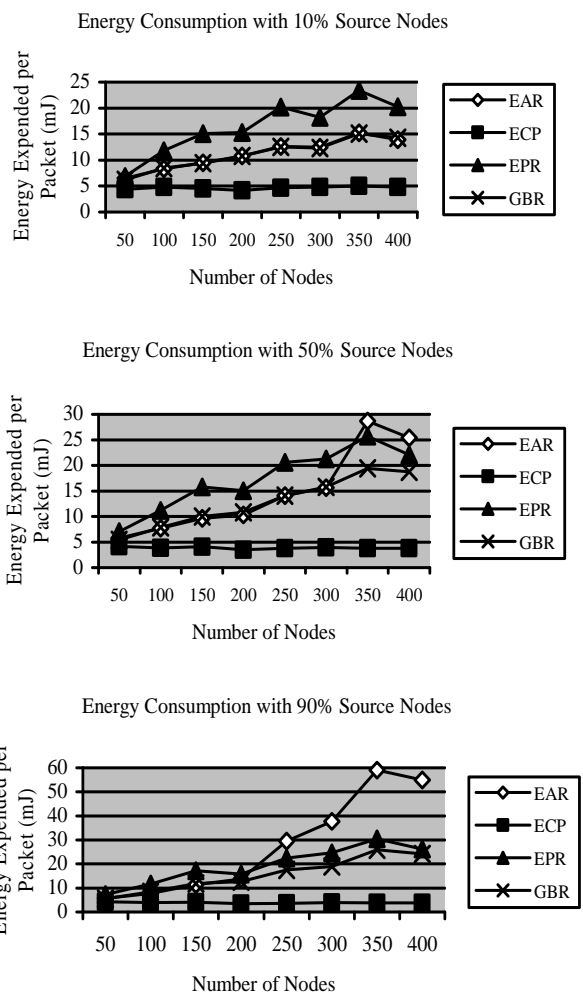 Energy Consumption with 10% Source Nodes
Energy Expended per
Packet (mJ)
25
20
15
10
5
0
50 100 150 200 250 300 350 400
Number of Nodes
EAR
ECP
EPR
GBR
Energy Consumption with 50% Source Nodes
Energy Expended per
Packet (mJ)
30
25
20
15
10
5
0
50 100 150 200 250 300 350 400
Number of Nodes
EAR
ECP
EPR
GBR
Energy Consumption with 90% Source Nodes
Energy Expended per
Packet (mJ)
60
50
40
30
20
10
0
50 100 150 200 250 300 350 400
Number of Nodes
EAR
ECP
EPR
GBR